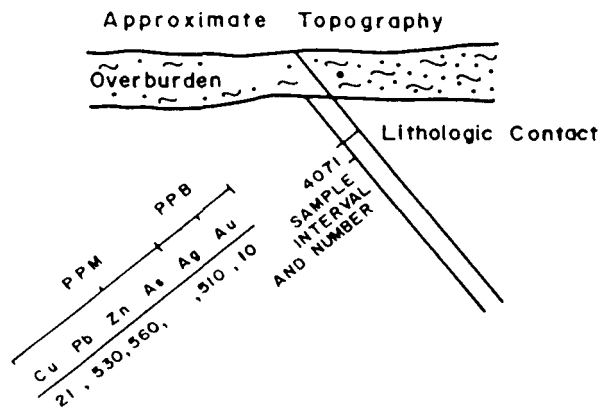 Approximate Topography
Overburden
Lithologic Contact
4071
SAMPLE
INTERVAL
AND NUMBER
PPM PPB
Cu Pb Zn As Ag Au
21 , 530, 560, ,510 ,10